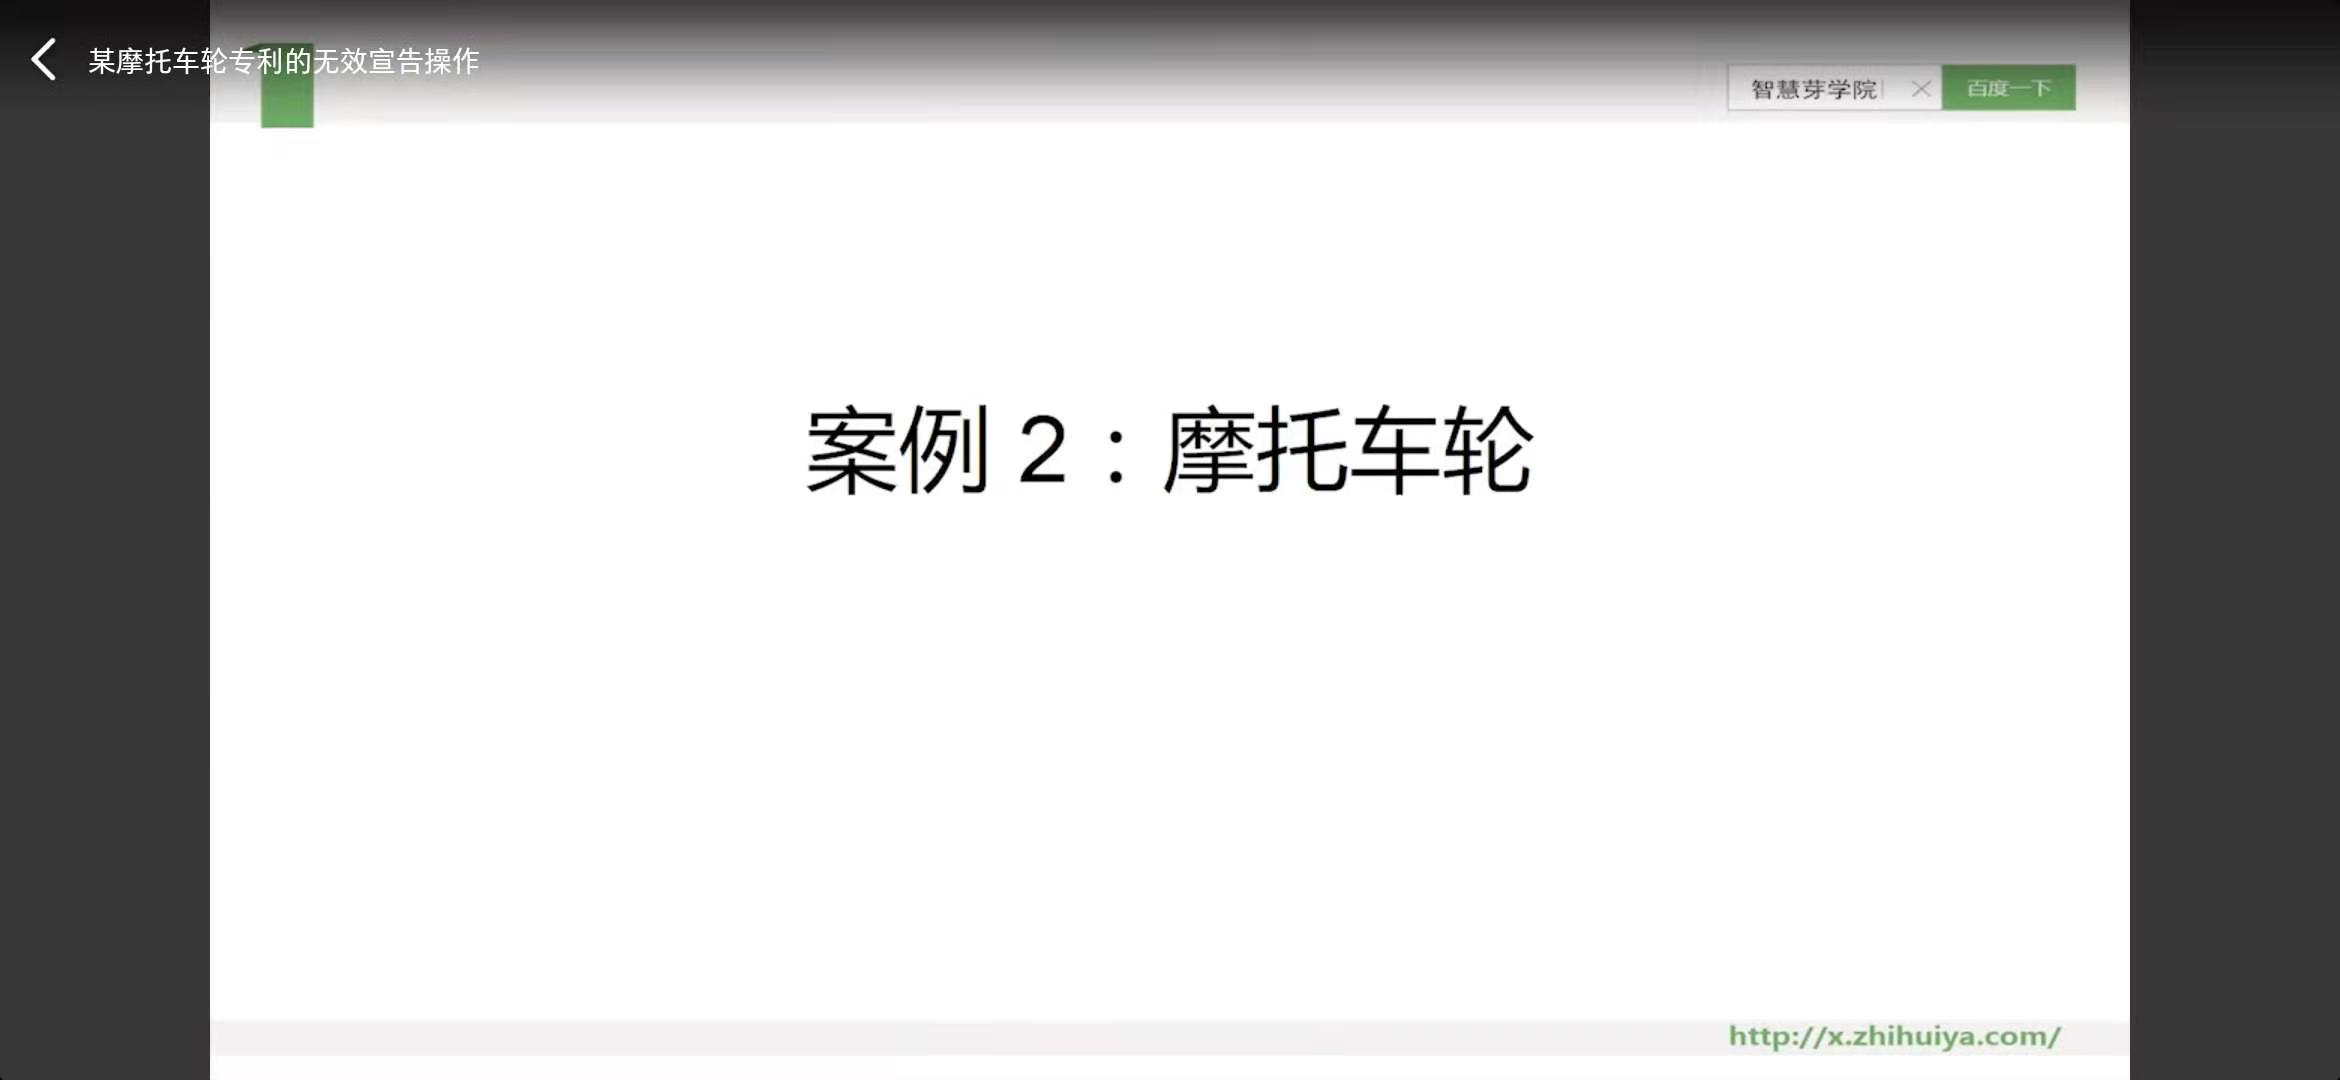 某摩托车轮专利的无效宣告操作
智慧芽学院
百度一下
案例 2：摩托车轮
http://x.zhihuiya.com/